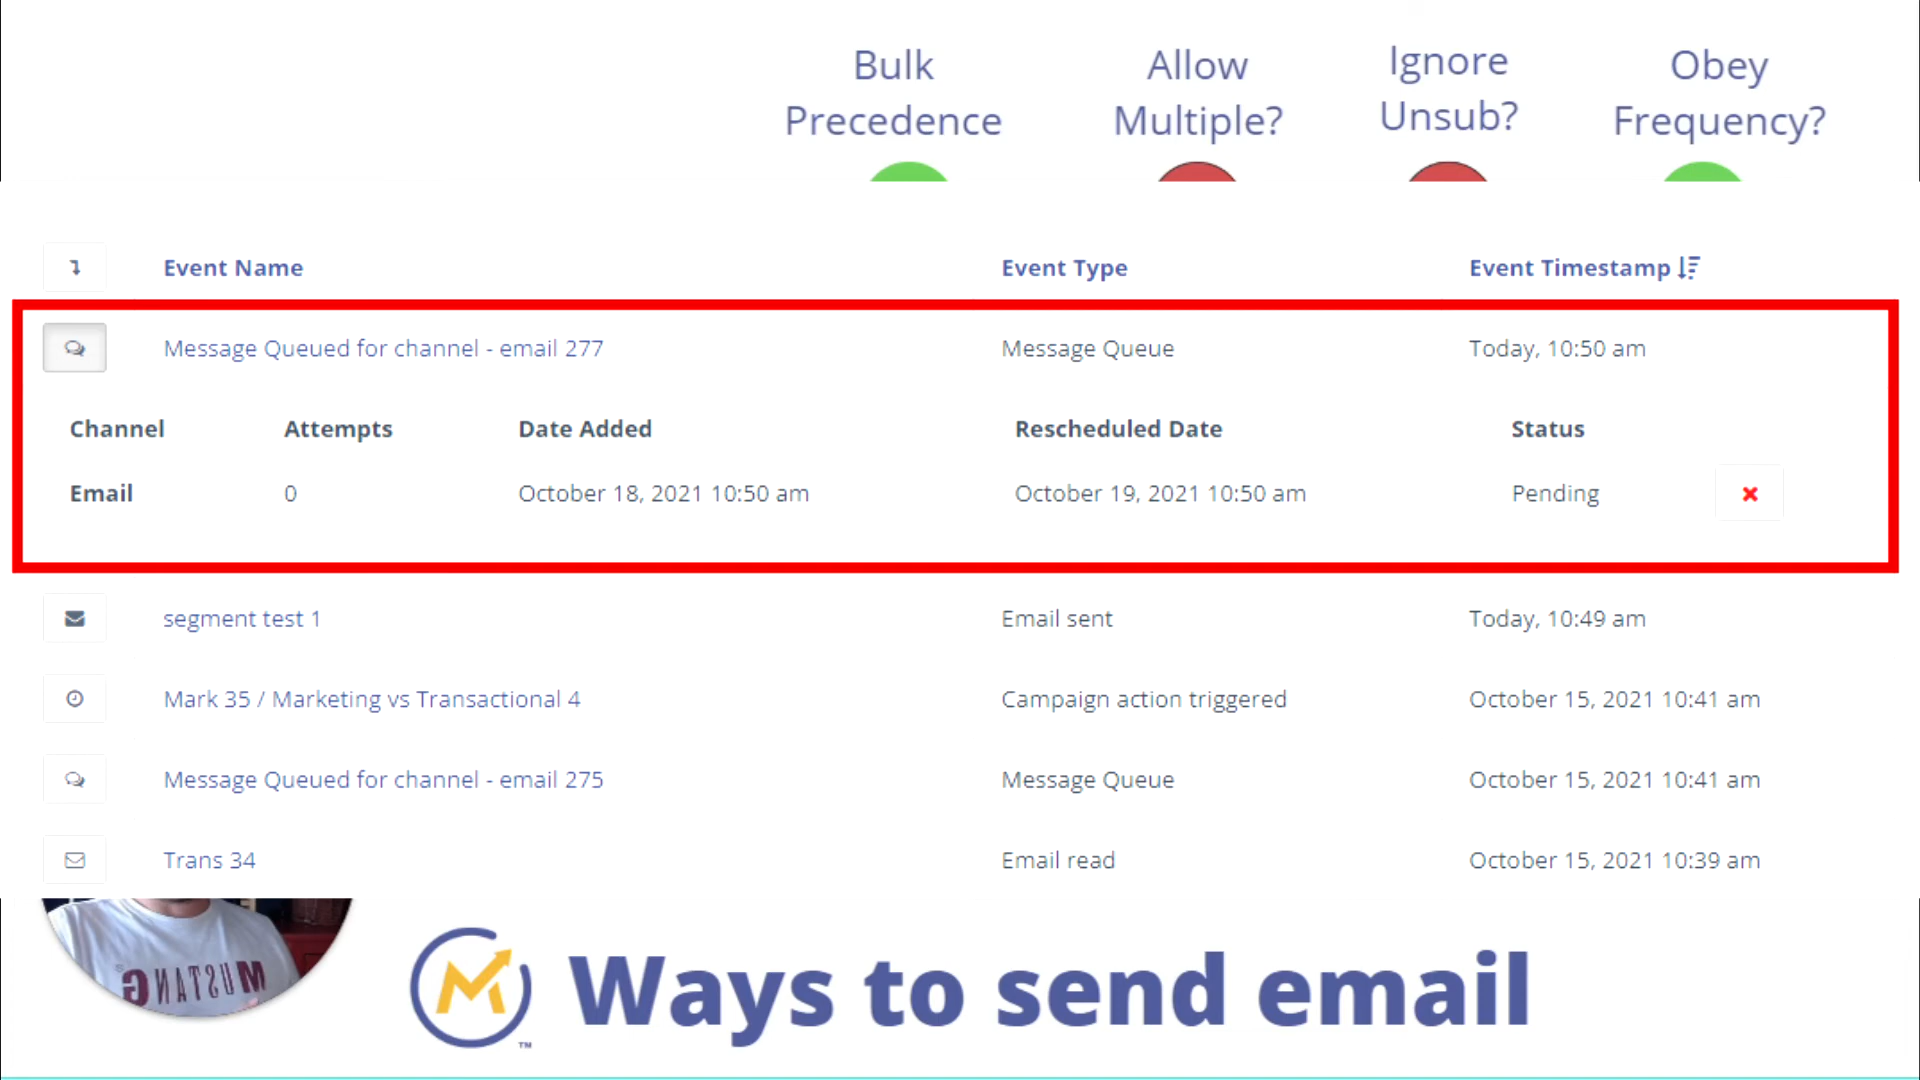 Bulk Precedence
Allow Multiple?
Ignore Unsub?
Obey Frequency?
Event Name Event Type Event Timestamp
Message Queued for channel - email 277 Message Queue Today, 10:50 am
Channel Attempts Date Added Rescheduled Date Status
Email 0 October 18, 2021 10:50 am October 19, 2021 10:50 am Pending
segment test 1 Email sent Today, 10:49 am
Mark 35 / Marketing vs Transactional 4 Campaign action triggered October 15, 2021 10:41 am
Message Queued for channel - email 275 Message Queue October 15, 2021 10:41 am
Trans 34 Email read October 15, 2021 10:39 am
MUSTANG
M ™ Ways to send email